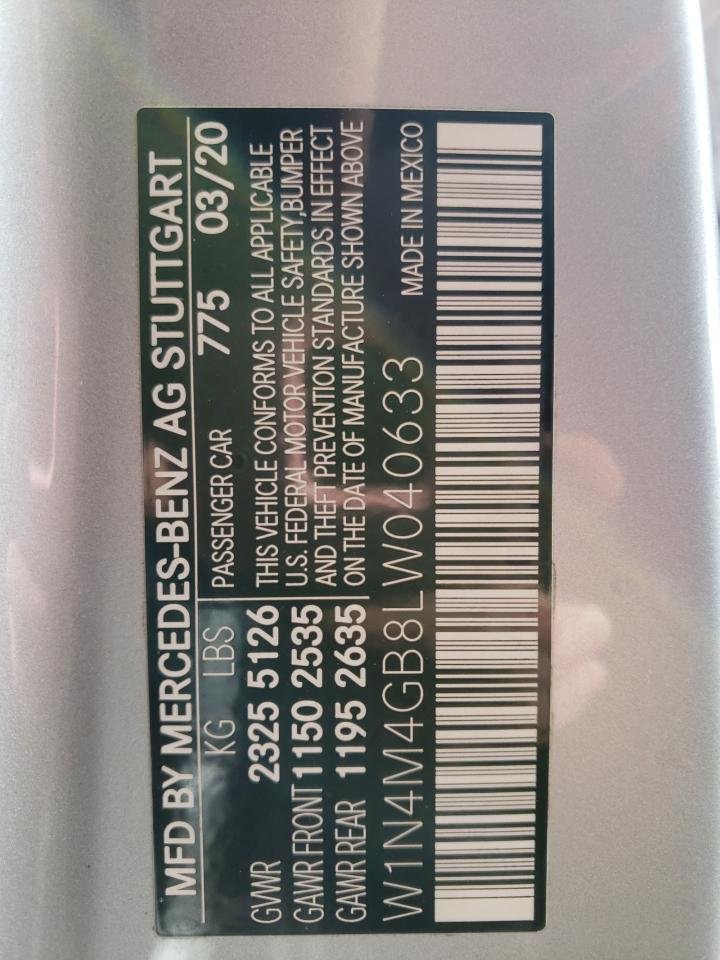 MFD BY MERCEDES-BENZ AG STUTTGART
KG LBS PASSENGER CAR 775 03/20
GVWR 2325 5126 THIS VEHICLE CONFORMS TO ALL APPLICABLE
GAWR FRONT 1150 2535 U.S. FEDERAL MOTOR VEHICLE SAFETY,BUMPER
AND THEFT PREVENTION STANDARDS IN EFFECT
GAWR REAR 1195 2635 ON THE DATE OF MANUFACTURE SHOWN ABOVE
W1N4M4GB8LW040633 MADE IN MEXICO